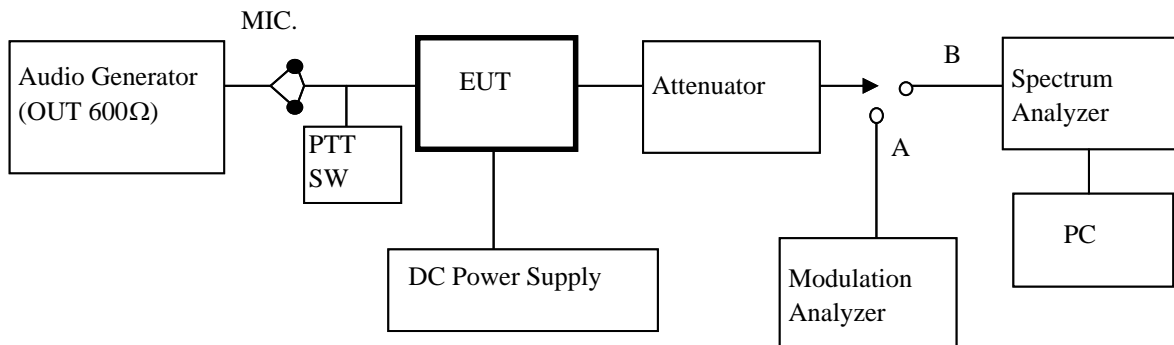 MIC.
Audio Generator
(OUT 600Ω)
EUT
Attenuator
B
Spectrum
Analyzer
PTT
SW
A
DC Power Supply
Modulation
Analyzer
PC